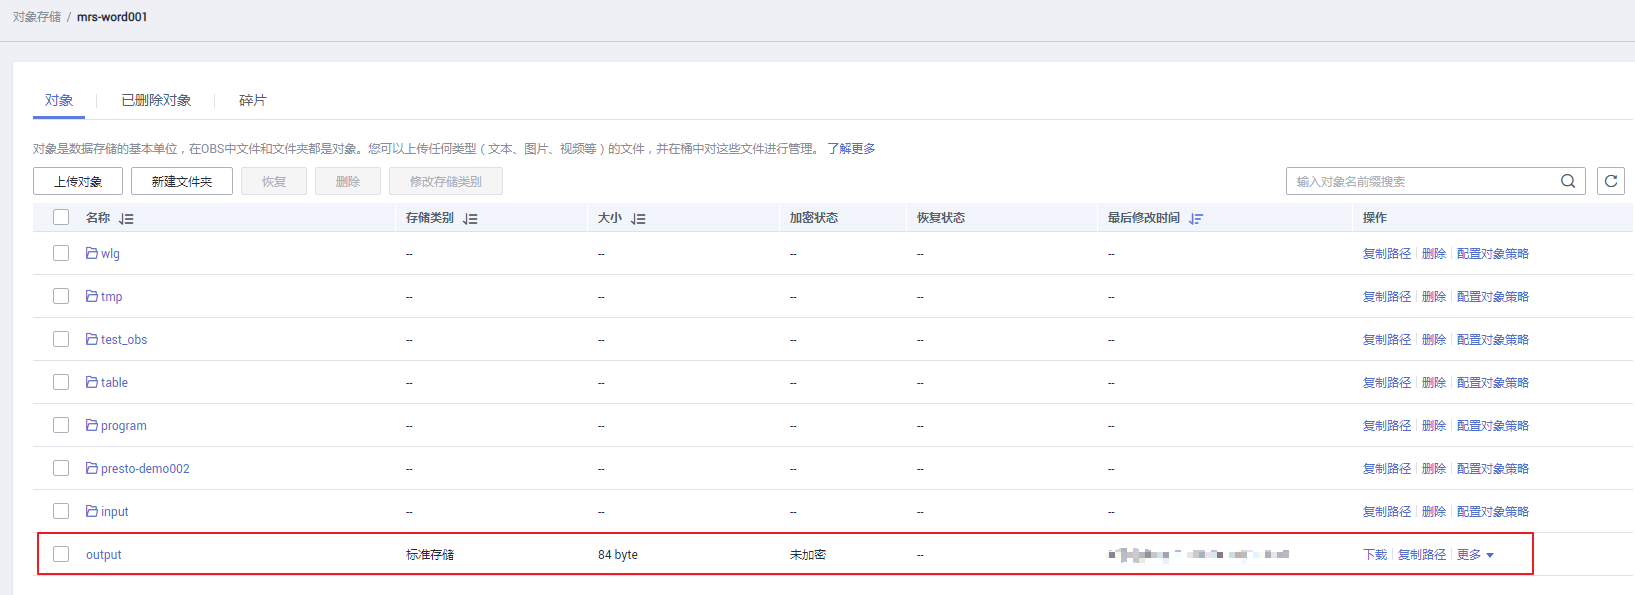 对象存储 / mrs-word001
对象 已删除对象 碎片
对象是数据存储的基本单位，在OBS中文件和文件夹都是对象。您可以上传任何类型（文本、图片、视频等）的文件，并在桶中对这些文件进行管理。 了解更多
上传对象 新建文件夹 恢复 删除 修改存储类别 输入对象名前缀搜索
名称 存储类别 大小 加密状态 恢复状态 最后修改时间 操作
wlg -- -- -- -- -- 复制路径 删除 配置对象策略
tmp -- -- -- -- -- 复制路径 删除 配置对象策略
test_obs -- -- -- -- -- 复制路径 删除 配置对象策略
table -- -- -- -- -- 复制路径 删除 配置对象策略
program -- -- -- -- -- 复制路径 删除 配置对象策略
presto-demo002 -- -- -- -- -- 复制路径 删除 配置对象策略
input -- -- -- -- -- 复制路径 删除 配置对象策略
output 标准存储 84 byte 未加密 -- 下载 复制路径 更多